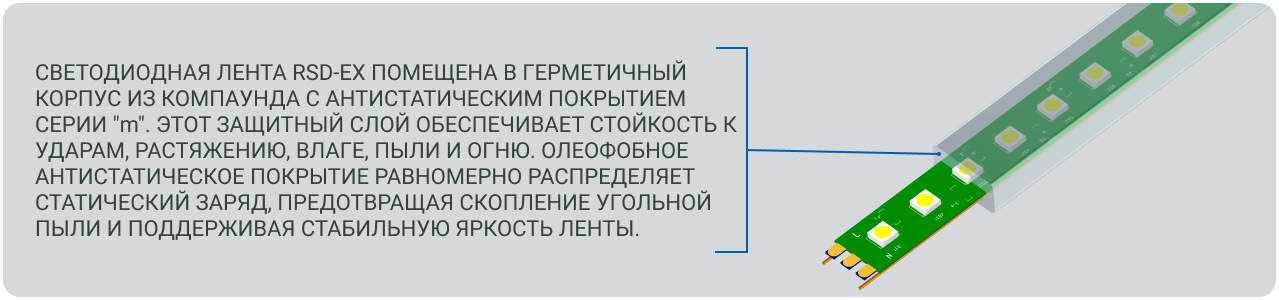 СВЕТОДИОДНАЯ ЛЕНТА RSD-EX ПОМЕЩЕНА В ГЕРМЕТИЧНЫЙ
КОРПУС ИЗ КОМПАУНДА С АНТИСТАТИЧЕСКИМ ПОКРЫТИЕМ
СЕРИИ "m". ЭТОТ ЗАЩИТНЫЙ СЛОЙ ОБЕСПЕЧИВАЕТ СТОЙКОСТЬ К
УДАРАМ, РАСТЯЖЕНИЮ, ВЛАГЕ, ПЫЛИ И ОГНЮ. ОЛЕОФОБНОЕ
АНТИСТАТИЧЕСКОЕ ПОКРЫТИЕ РАВНОМЕРНО РАСПРЕДЕЛЯЕТ
СТАТИЧЕСКИЙ ЗАРЯД, ПРЕДОТВРАЩАЯ СКОПЛЕНИЕ УГОЛЬНОЙ
ПЫЛИ И ПОДДЕРЖИВАЯ СТАБИЛЬНУЮ ЯРКОСТЬ ЛЕНТЫ.
L
N